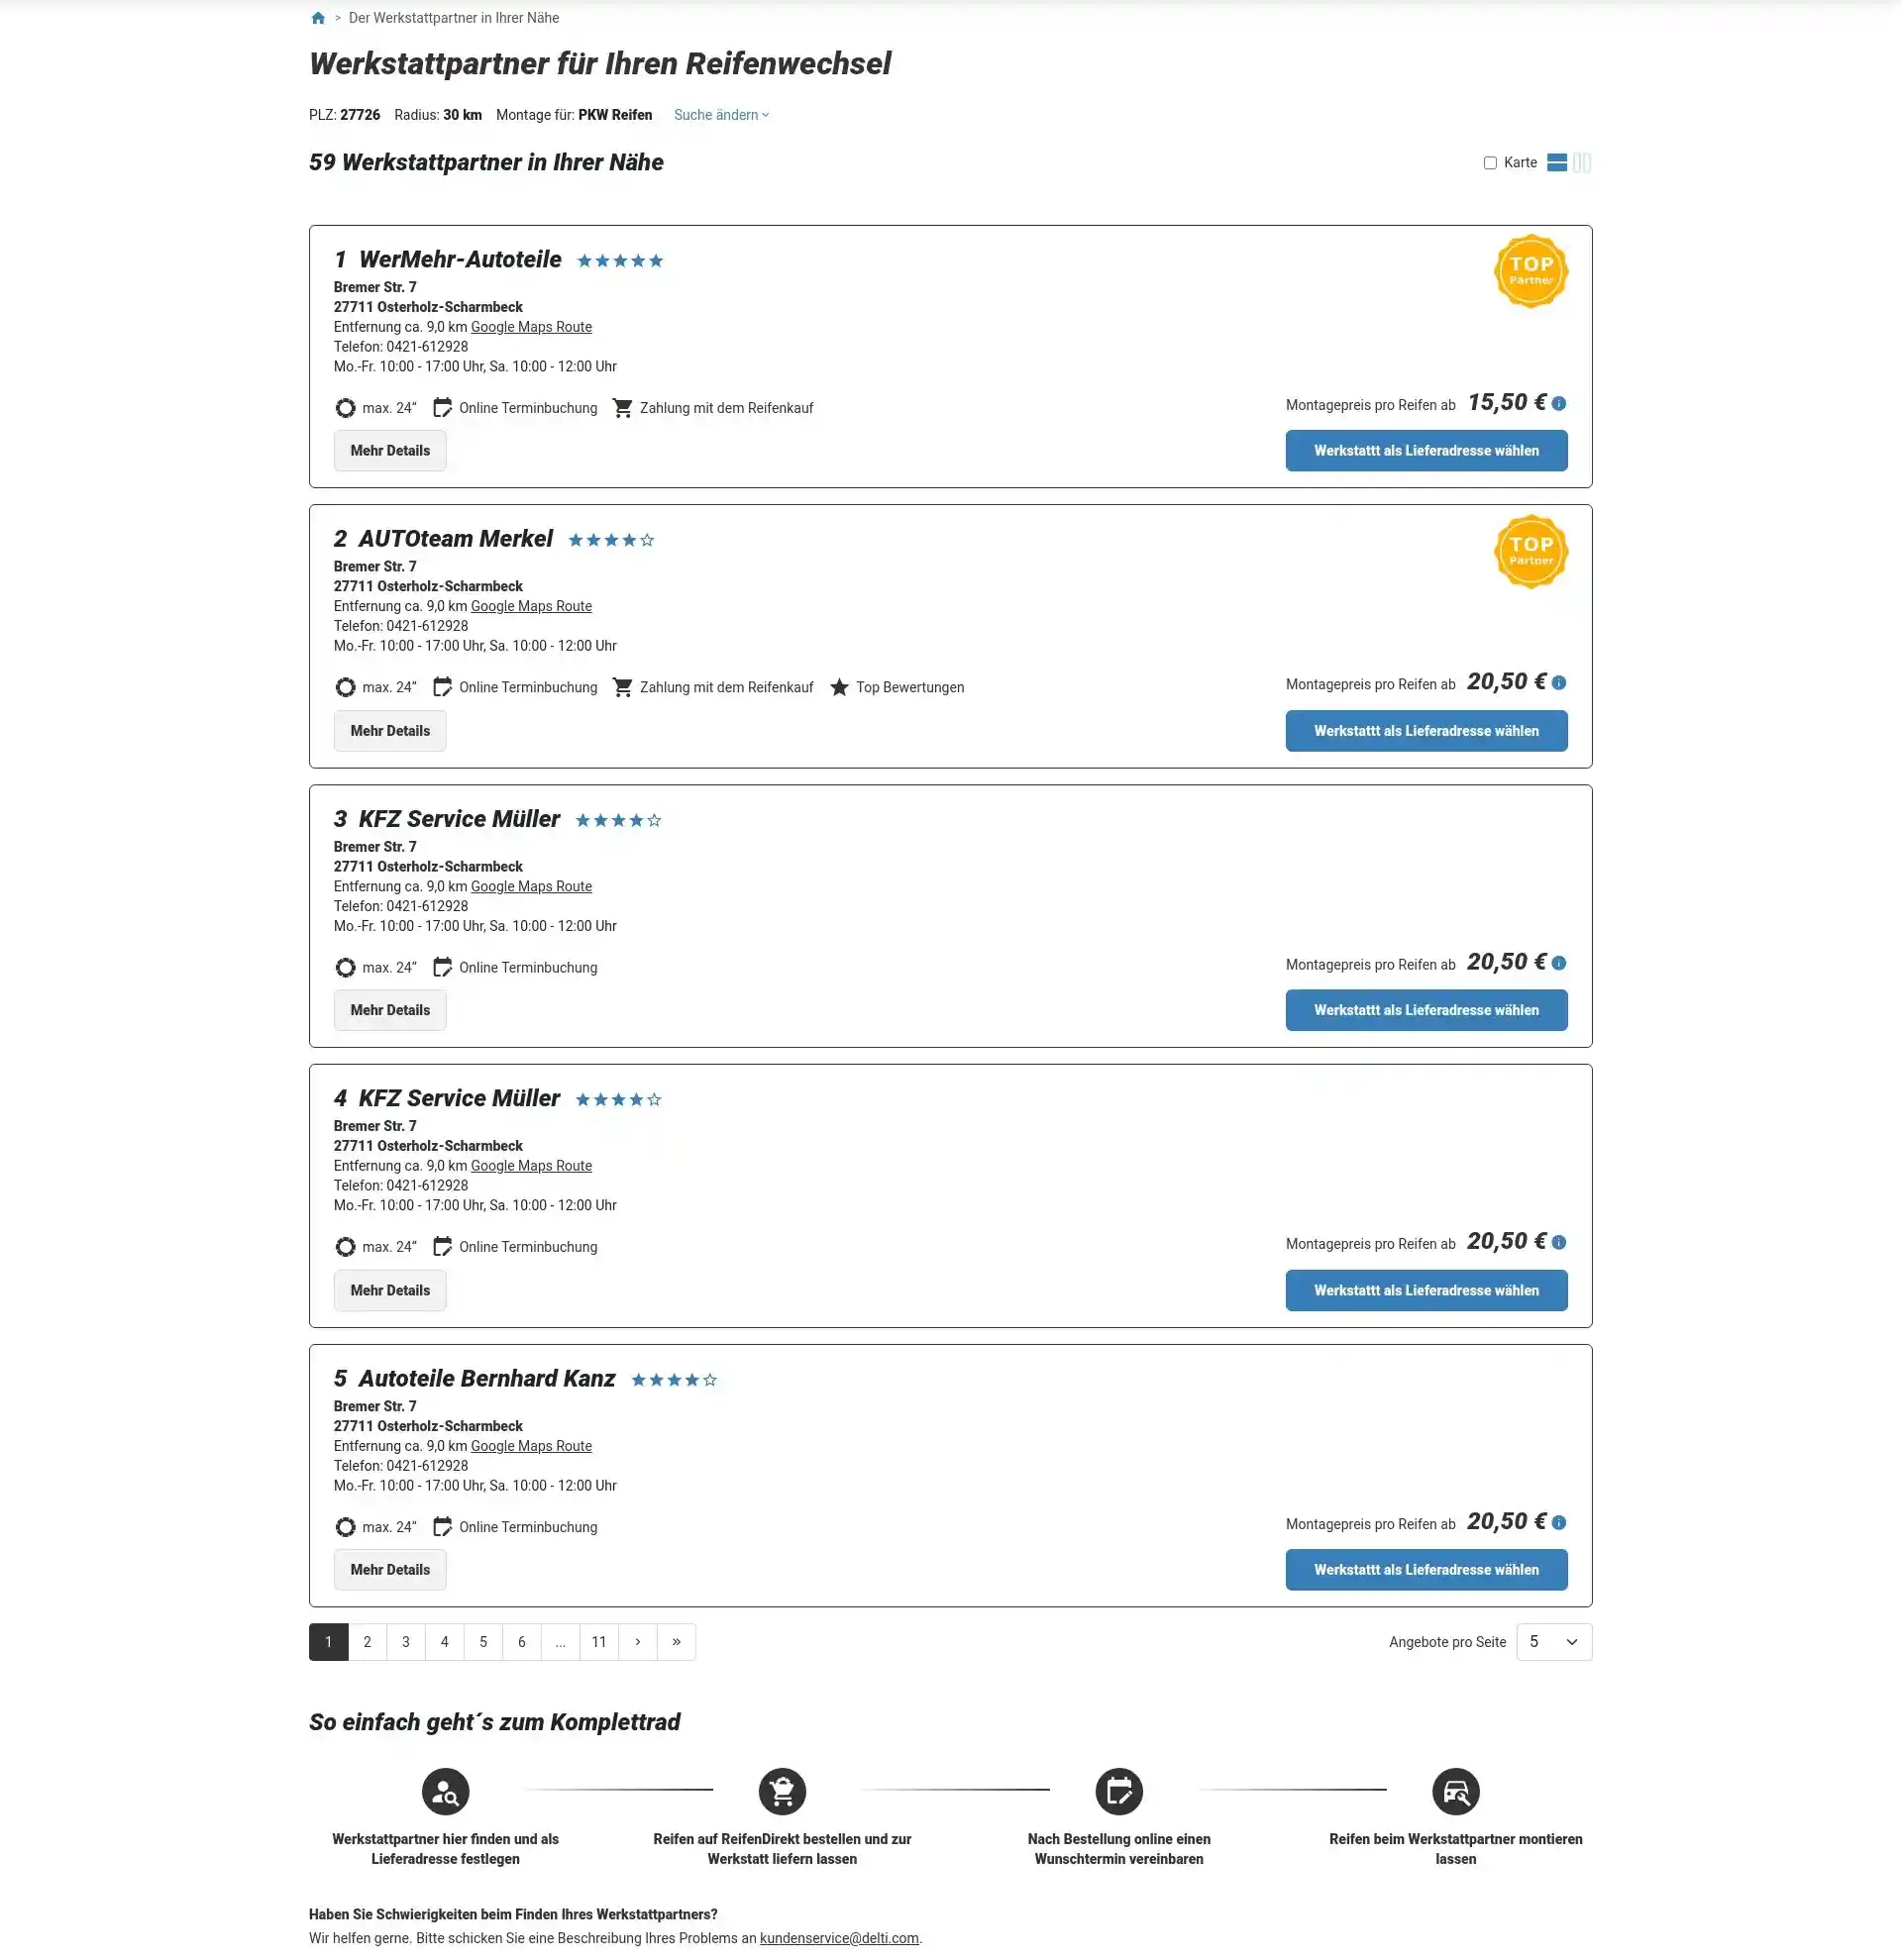 > Der Werkstattpartner in Ihrer Nähe
Werkstattpartner für Ihren Reifenwechsel
PLZ: 27726 Radius: 30 km Montage für: PKW Reifen Suche ändern
59 Werkstattpartner in Ihrer Nähe
Karte
1 WerMehr-Autoteile
TOP
Partner
Bremer Str. 7
27711 Osterholz-Scharmbeck
Entfernung ca. 9,0 km Google Maps Route
Telefon: 0421-612928
Mo.-Fr. 10:00 - 17:00 Uhr, Sa. 10:00 - 12:00 Uhr
max. 24“ Online Terminbuchung Zahlung mit dem Reifenkauf
Montagepreis pro Reifen ab 15,50 €
Mehr Details
Werkstattt als Lieferadresse wählen
2 AUTOteam Merkel
TOP
Partner
Bremer Str. 7
27711 Osterholz-Scharmbeck
Entfernung ca. 9,0 km Google Maps Route
Telefon: 0421-612928
Mo.-Fr. 10:00 - 17:00 Uhr, Sa. 10:00 - 12:00 Uhr
max. 24“ Online Terminbuchung Zahlung mit dem Reifenkauf Top Bewertungen
Montagepreis pro Reifen ab 20,50 €
Mehr Details
Werkstattt als Lieferadresse wählen
3 KFZ Service Müller
Bremer Str. 7
27711 Osterholz-Scharmbeck
Entfernung ca. 9,0 km Google Maps Route
Telefon: 0421-612928
Mo.-Fr. 10:00 - 17:00 Uhr, Sa. 10:00 - 12:00 Uhr
max. 24“ Online Terminbuchung
Montagepreis pro Reifen ab 20,50 €
Mehr Details
Werkstattt als Lieferadresse wählen
4 KFZ Service Müller
Bremer Str. 7
27711 Osterholz-Scharmbeck
Entfernung ca. 9,0 km Google Maps Route
Telefon: 0421-612928
Mo.-Fr. 10:00 - 17:00 Uhr, Sa. 10:00 - 12:00 Uhr
max. 24“ Online Terminbuchung
Montagepreis pro Reifen ab 20,50 €
Mehr Details
Werkstattt als Lieferadresse wählen
5 Autoteile Bernhard Kanz
Bremer Str. 7
27711 Osterholz-Scharmbeck
Entfernung ca. 9,0 km Google Maps Route
Telefon: 0421-612928
Mo.-Fr. 10:00 - 17:00 Uhr, Sa. 10:00 - 12:00 Uhr
max. 24“ Online Terminbuchung
Montagepreis pro Reifen ab 20,50 €
Mehr Details
Werkstattt als Lieferadresse wählen
1 2 3 4 5 6 ... 11 › »
Angebote pro Seite 5
So einfach geht´s zum Komplettrad
Werkstattpartner hier finden und als
Lieferadresse festlegen
Reifen auf ReifenDirekt bestellen und zur
Werkstatt liefern lassen
Nach Bestellung online einen
Wunschtermin vereinbaren
Reifen beim Werkstattpartner montieren
lassen
Haben Sie Schwierigkeiten beim Finden Ihres Werkstattpartners?
Wir helfen gerne. Bitte schicken Sie eine Beschreibung Ihres Problems an kundenservice@delti.com.